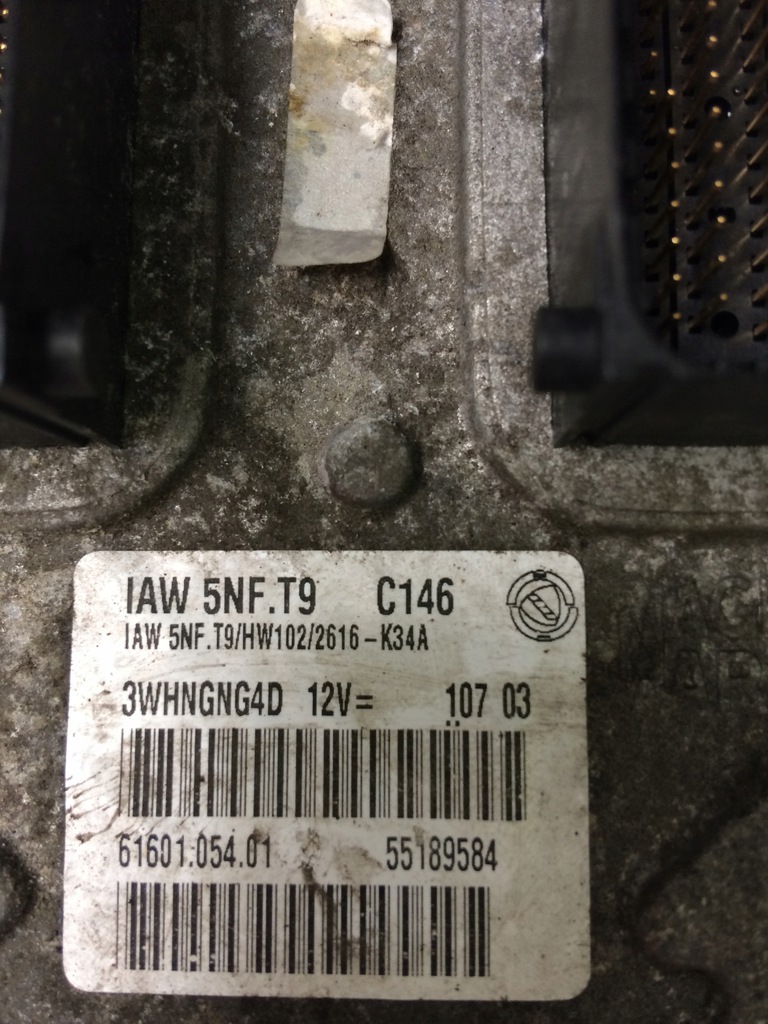 IAW 5NF.T9 C146
IAW 5NF.T9/HW102/2616-K34A
3WHNGNG4D 12V= 107 03
61601.054.01 55189584